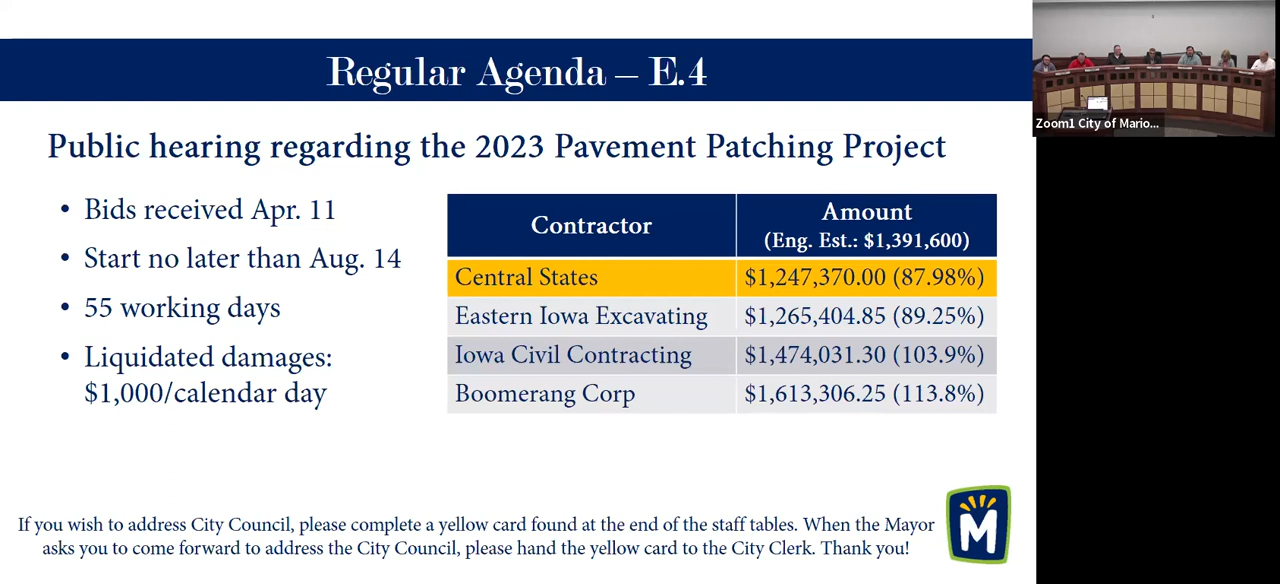 Regular Agenda – E.4
Public hearing regarding the 2023 Pavement Patching Project
• Bids received Apr. 11
• Start no later than Aug. 14
• 55 working days
• Liquidated damages:
$1,000/calendar day
Contractor
Amount
(Eng. Est.: $1,391,600)
Central States $1,247,370.00 (87.98%)
Eastern Iowa Excavating $1,265,404.85 (89.25%)
Iowa Civil Contracting $1,474,031.30 (103.9%)
Boomerang Corp $1,613,306.25 (113.8%)
If you wish to address City Council, please complete a yellow card found at the end of the staff tables. When the Mayor
asks you to come forward to address the City Council, please hand the yellow card to the City Clerk. Thank you!
M
Zoom1 City of Mario...